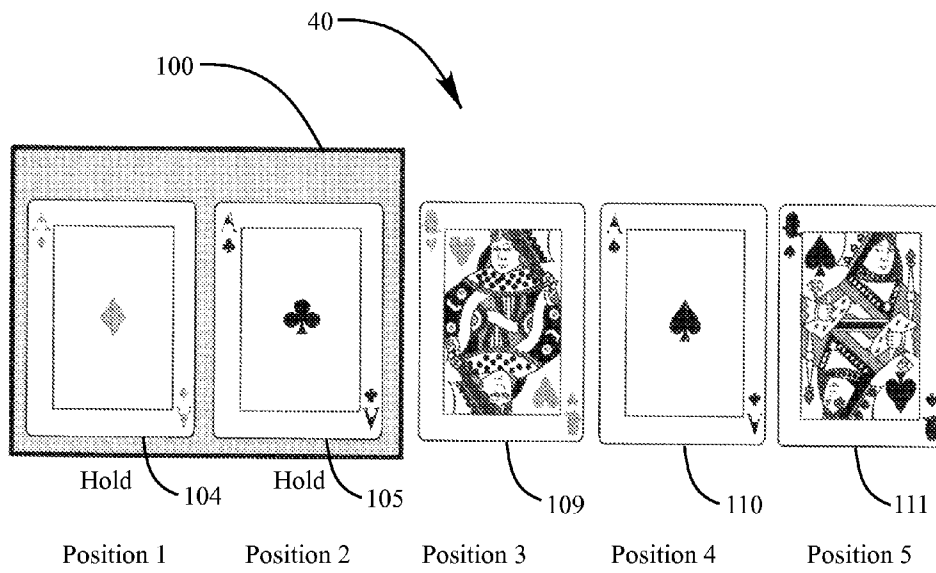 40
100
A
A
A
A
A
A
Hold
104
Hold
105
109
110
111
Position 1
Position 2
Position 3
Position 4
Position 5